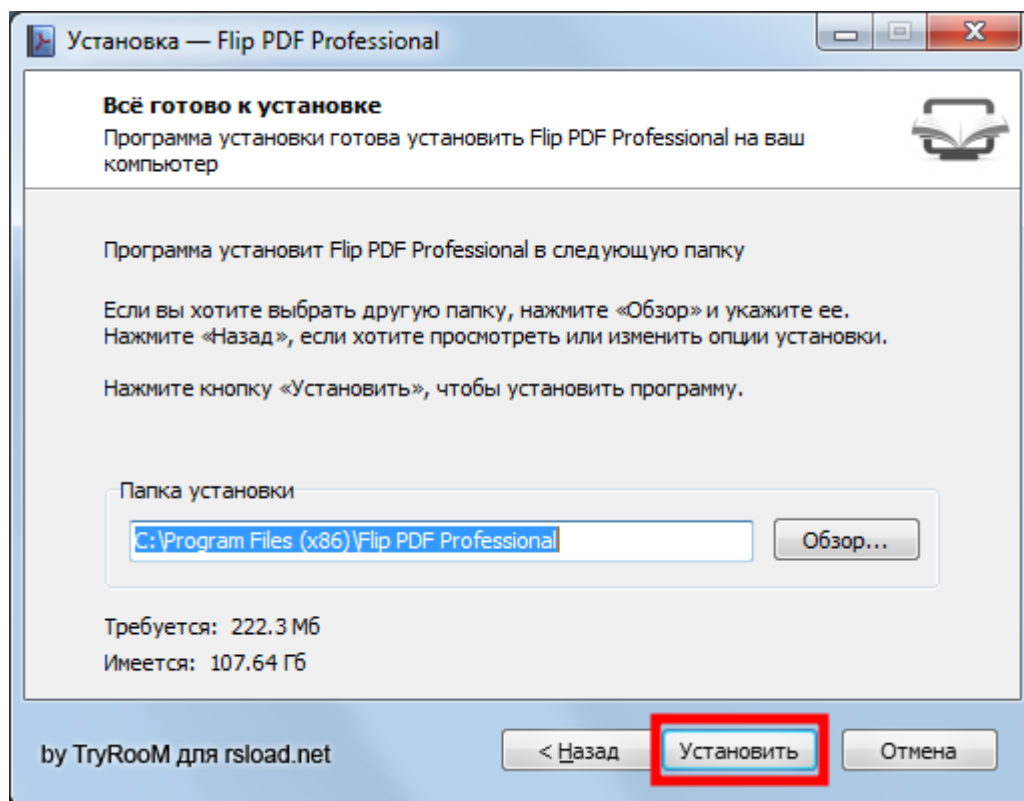 Установка — Flip PDF Professional
Всё готово к установке
Программа установки готова установить Flip PDF Professional на ваш
компьютер
Программа установит Flip PDF Professional в следующую папку
Если вы хотите выбрать другую папку, нажмите «Обзор» и укажите ее.
Нажмите «Назад», если хотите просмотреть или изменить опции установки.
Нажмите кнопку «Установить», чтобы установить программу.
Папка установки
C:\Program Files (x86)\Flip PDF Professional
Обзор...
Требуется: 222.3 Мб
Имеется: 107.64 Гб
by TryRooM для rsload.net
< Назад
Установить
Отмена